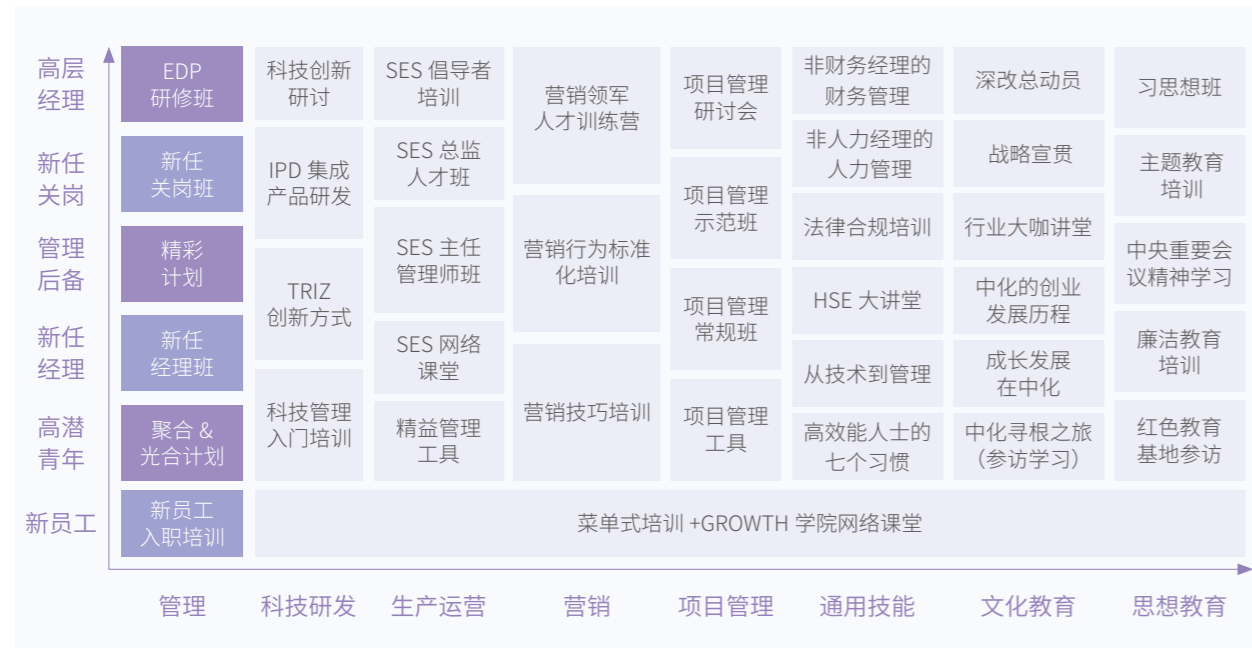 高层
经理
新任
关岗
管理
后备
新任
经理
高潜
青年
新员工
EDP
研修班
新任
关岗班
精彩
计划
新任
经理班
聚合 &
光合计划
新员工
入职培训
科技创新
研讨
IPD 集成
产品研发
TRIZ
创新方式
科技管理
入门培训
SES 倡导者
培训
SES 总监
人才班
SES 主任
管理师班
SES 网络
课堂
精益管理
工具
营销领军
人才训练营
营销行为标准
化培训
营销技巧培训
项目管理
研讨会
项目管理
示范班
项目管理
常规班
项目管理
工具
非财务经理的
财务管理
非人力经理的
人力管理
法律合规培训
HSE 大讲堂
从技术到管理
高效能人士的
七个习惯
深改总动员
战略宣贯
行业大咖讲堂
中化的创业
发展历程
成长发展
在中化
中化寻根之旅
（参访学习）
习思想班
主题教育
培训
中央重要会
议精神学习
廉洁教育
培训
红色教育
基地参访
菜单式培训 +GROWTH 学院网络课堂
管理
科技研发
生产运营
营销
项目管理
通用技能
文化教育
思想教育